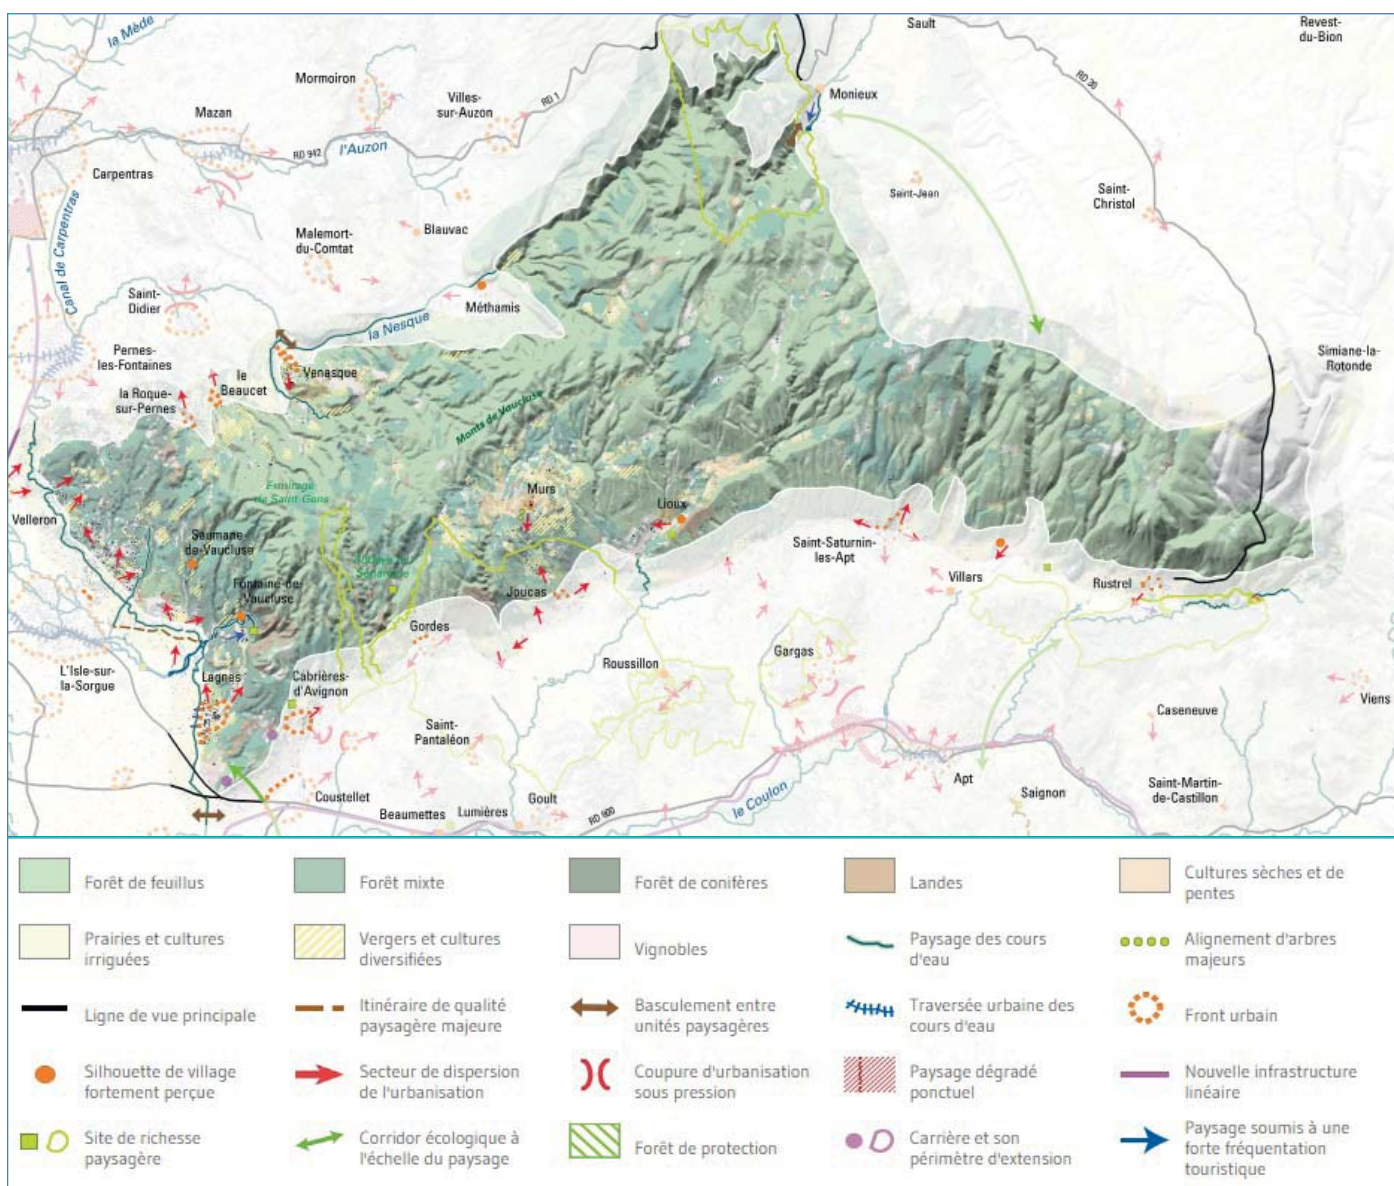 la Mède
Sault
Revest-
du-Bion
Mormoiron
Mazan
Villes-
sur-Auzon
RD 1
Monieux
RD 30
RD 942
l'Auzon
Carpentras
Canal de Carpentras
Saint-Jean
Saint-
Christol
Malemort-
du-Comtat
Blauvac
Saint-
Didier
Méthamis
la Nesque
Pernes-
les-Fontaines
le
Beaucet
Venasque
Simiane-la-
Rotonde
la Roque-
sur-Pernes
Monts de Vaucluse
Ermitage
de Saint-Gens
Murs
Lioux
Velleron
Saumane-
de-Vaucluse
Saint-Saturnin-
les-Apt
Fontaine-de-
Vaucluse
Joucas
Villars
Rustrel
Gordes
L'Isle-sur-
la-Sorgue
Lagnes
Cabrières-
d'Avignon
Roussillon
Gargas
Viens
Saint-
Pantaléon
Caseneuve
Apt
Saint-Martin-
de-Castillon
Coustellet
Beaumettes
Lumières
Goult
RD 900
le Coulon
Saignon
Forêt de feuillus
Forêt mixte
Forêt de conifères
Landes
Cultures sèches et de
pentes
Prairies et cultures
irriguées
Vergers et cultures
diversifiées
Vignobles
Paysage des cours
d'eau
Alignement d'arbres
majeurs
Ligne de vue principale
Itinéraire de qualité
paysagère majeure
Basculement entre
unités paysagères
Traversée urbaine des
cours d'eau
Front urbain
Silhouette de village
fortement perçue
Secteur de dispersion
de l'urbanisation
Coupure d'urbanisation
sous pression
Paysage dégradé
ponctuel
Nouvelle infrastructure
linéaire
Site de richesse
paysagère
Corridor écologique à
l'échelle du paysage
Forêt de protection
Carrière et son
périmètre d'extension
Paysage soumis à une
forte fréquentation
touristique